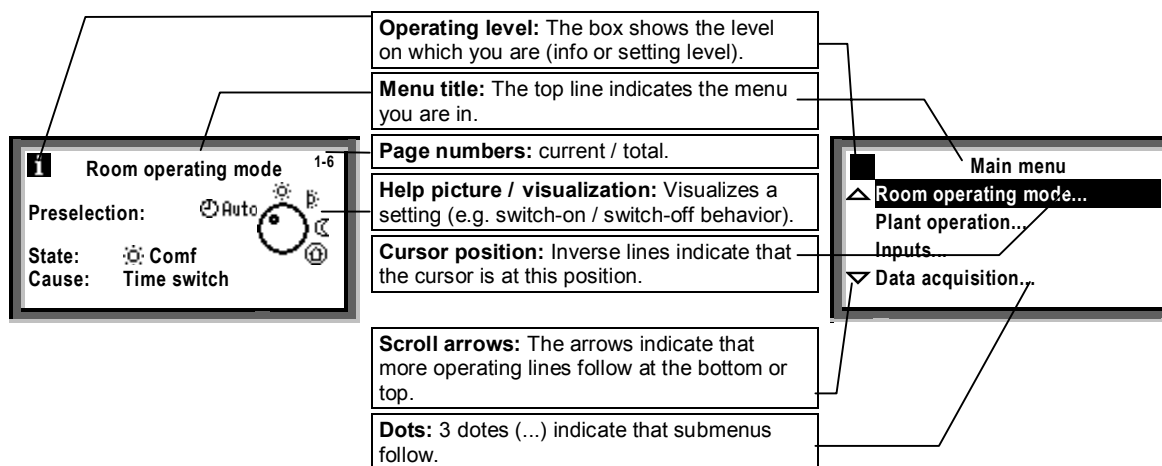 Operating level: The box shows the level
on which you are (info or setting level).
Menu title: The top line indicates the menu
you are in.
Page numbers: current / total.
Help picture / visualization: Visualizes a
setting (e.g. switch-on / switch-off behavior).
Cursor position: Inverse lines indicate that
the cursor is at this position.
Scroll arrows: The arrows indicate that
more operating lines follow at the bottom or
top.
Dots: 3 dotes (...) indicate that submenus
follow.
i Room operating mode 1-6
Preselection: Auto
State: Comf
Cause: Time switch
Main menu
Room operating mode...
Plant operation...
Inputs...
Data acquisition...